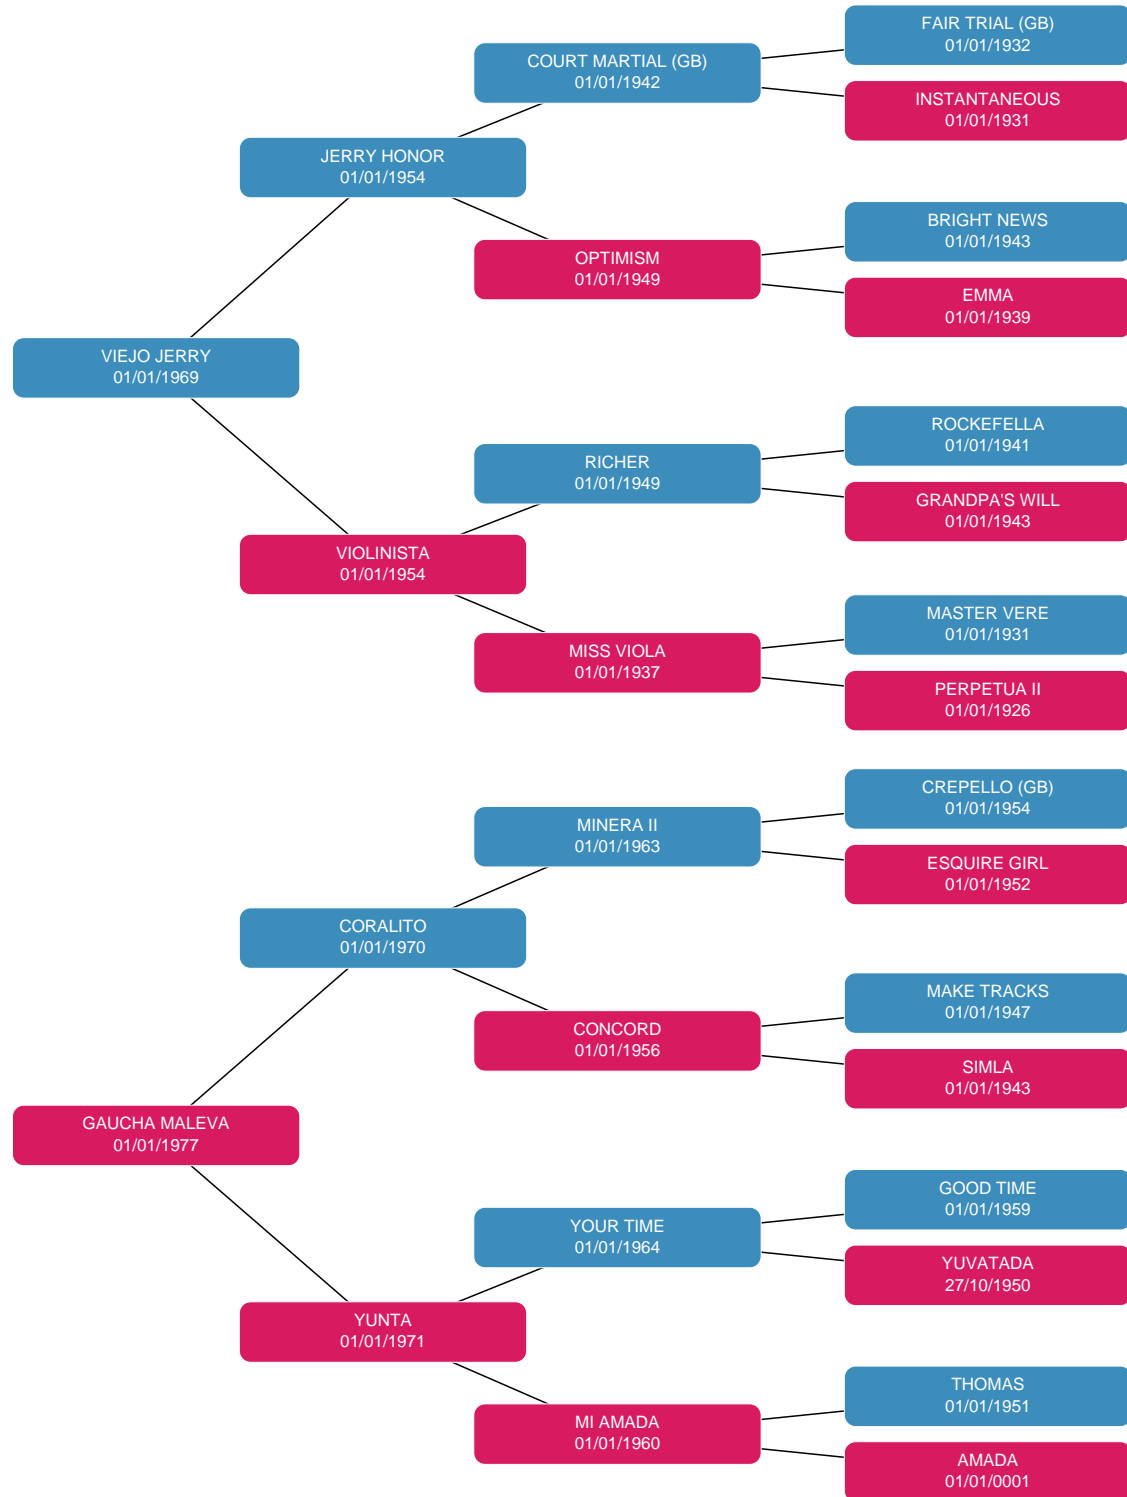 FAIR TRIAL (GB)
01/01/1932
COURT MARTIAL (GB)
01/01/1942
INSTANTANEOUS
01/01/1931
JERRY HONOR
01/01/1954
BRIGHT NEWS
01/01/1943
OPTIMISM
01/01/1949
EMMA
01/01/1939
VIEJO JERRY
01/01/1969
ROCKEFELLA
01/01/1941
RICHER
01/01/1949
GRANDPA'S WILL
01/01/1943
VIOLINISTA
01/01/1954
MASTER VERE
01/01/1931
MISS VIOLA
01/01/1937
PERPETUA II
01/01/1926
CREPELLO (GB)
01/01/1954
MINERA II
01/01/1963
ESQUIRE GIRL
01/01/1952
CORALITO
01/01/1970
MAKE TRACKS
01/01/1947
CONCORD
01/01/1956
SIMLA
01/01/1943
GAUCHA MALEVA
01/01/1977
GOOD TIME
01/01/1959
YOUR TIME
01/01/1964
YUVATADA
27/10/1950
YUNTA
01/01/1971
THOMAS
01/01/1951
MI AMADA
01/01/1960
AMADA
01/01/0001